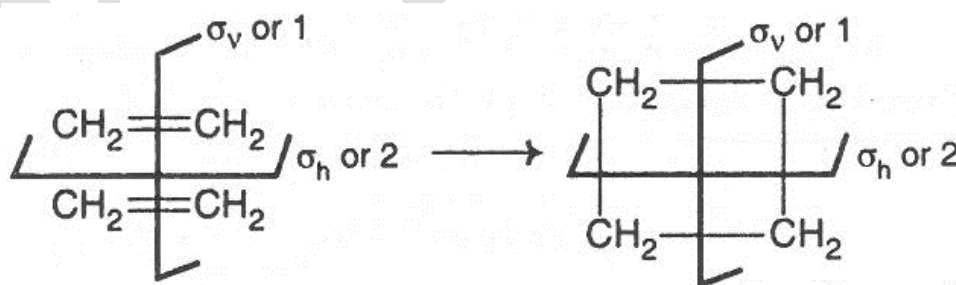 σᵥ or 1
CH₂=CH₂
σₕ or 2
CH₂=CH₂
σᵥ or 1
CH₂ CH₂
σₕ or 2
CH₂ CH₂